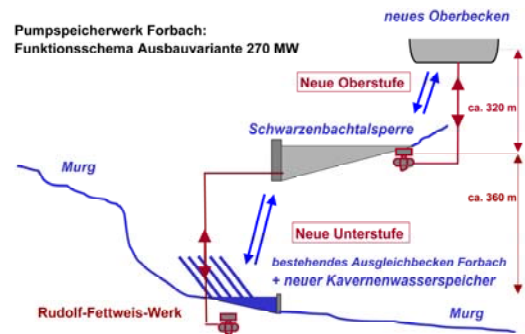 Pumpspeicherwerk Forbach:
Funktionsschema Ausbauvariante 270 MW
neues Oberbecken
Neue Oberstufe
ca. 320 m
Schwarzenbachtalsperre
Murg
ca. 360 m
Neue Unterstufe
bestehendes Ausgleichbecken Forbach
+ neuer Kavernenwasserspeicher
Rudolf-Fettweis-Werk
Murg